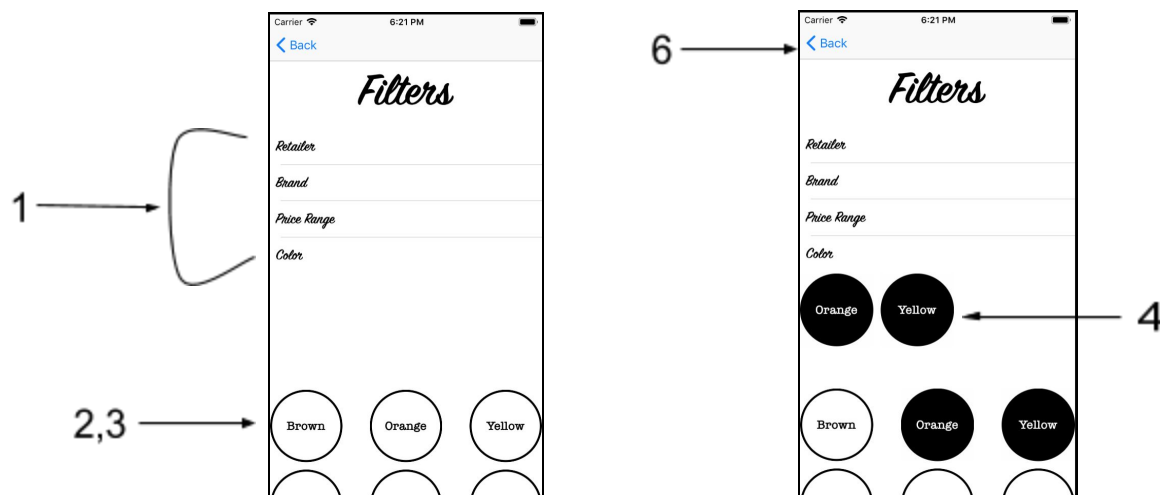 Carrier 6:21 PM
Back
Filters
Retailer
Brand
Price Range
Color
Brown Orange Yellow
1
2,3
Carrier 6:21 PM
Back
Filters
Retailer
Brand
Price Range
Color
Orange Yellow
Brown Orange Yellow
6
4